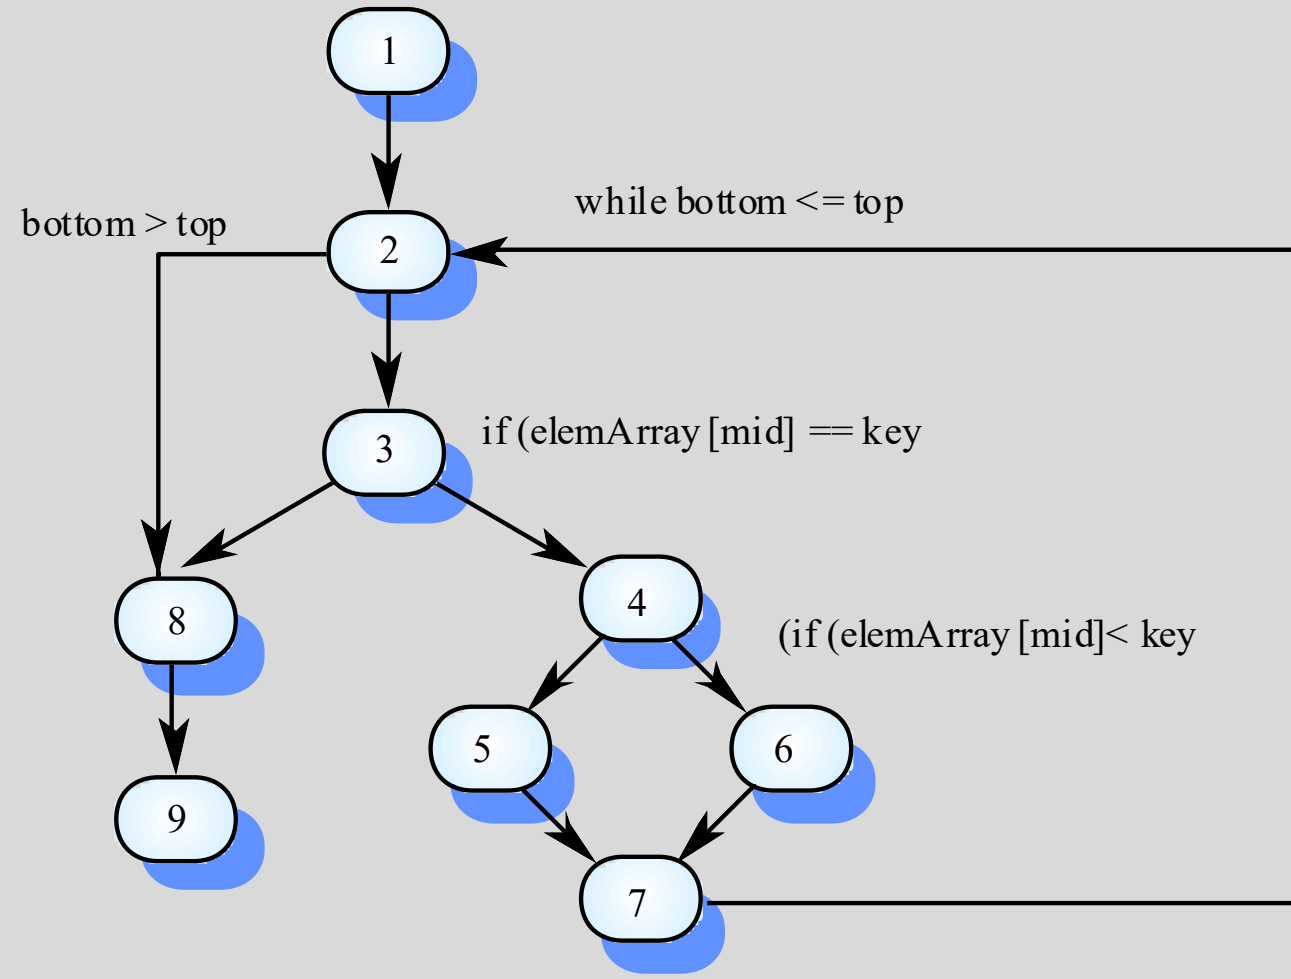 1
while bottom <= top
bottom > top
2
if (elemArray [mid] == key
3
4
8
(if (elemArray [mid]< key
5
6
9
7